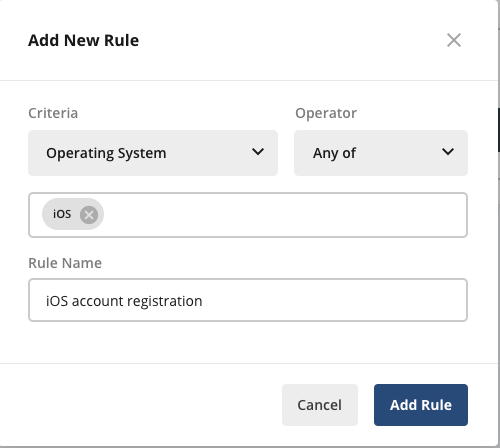 Add New Rule
Criteria Operator
Operating System Any of
iOS
Rule Name
iOS account registration
Cancel Add Rule